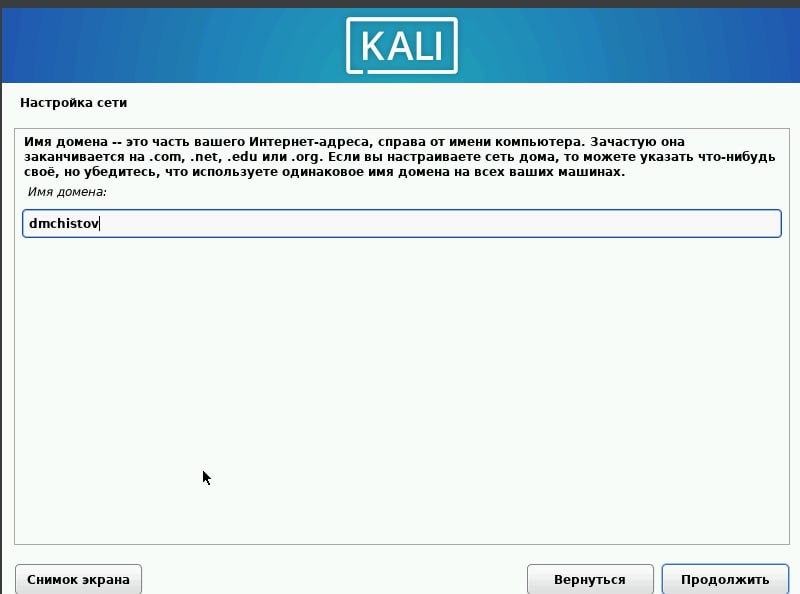 KALI
Настройка сети
Имя домена -- это часть вашего Интернет-адреса, справа от имени компьютера. Зачастую она
заканчивается на .com, .net, .edu или .org. Если вы настраиваете сеть дома, то можете указать что-нибудь
своё, но убедитесь, что используете одинаковое имя домена на всех ваших машинах.
Имя домена:
dmchistov
Снимок экрана
Вернуться
Продолжить